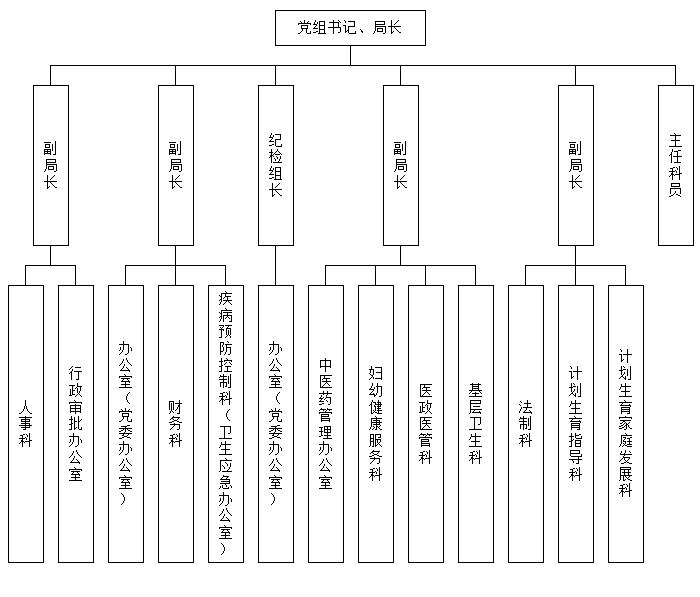 党组书记、局长
副局长
副局长
纪检组长
副局长
副局长
主任科员
人事科
行政审批办公室
办公室（党委办公室）
财务科
疾病预防控制科（卫生应急办公室）
办公室（党委办公室）
中医药管理办公室
妇幼健康服务科
医政医管科
基层卫生科
法制科
计划生育指导科
计划生育家庭发展科